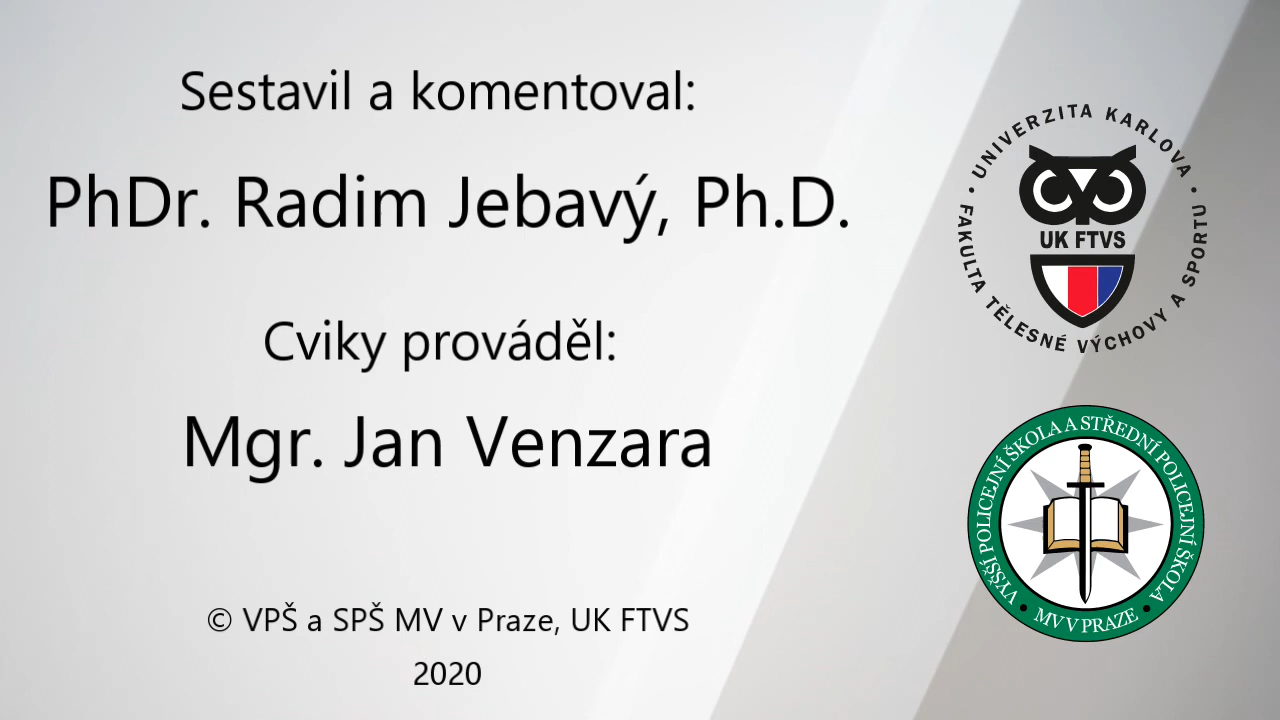 Sestavil a komentoval:
PhDr. Radim Jebavý, Ph.D.
Cviky prováděl:
Mgr. Jan Venzara
© VPŠ a SPŠ MV v Praze, UK FTVS
2020
• UNIVERZITA KARLOVA •
FAKULTA TĚLESNÉ VÝCHOVY A SPORTU
UK FTVS
VYŠŠÍ POLICEJNÍ ŠKOLA A STŘEDNÍ POLICEJNÍ ŠKOLA
• MV V PRAZE •